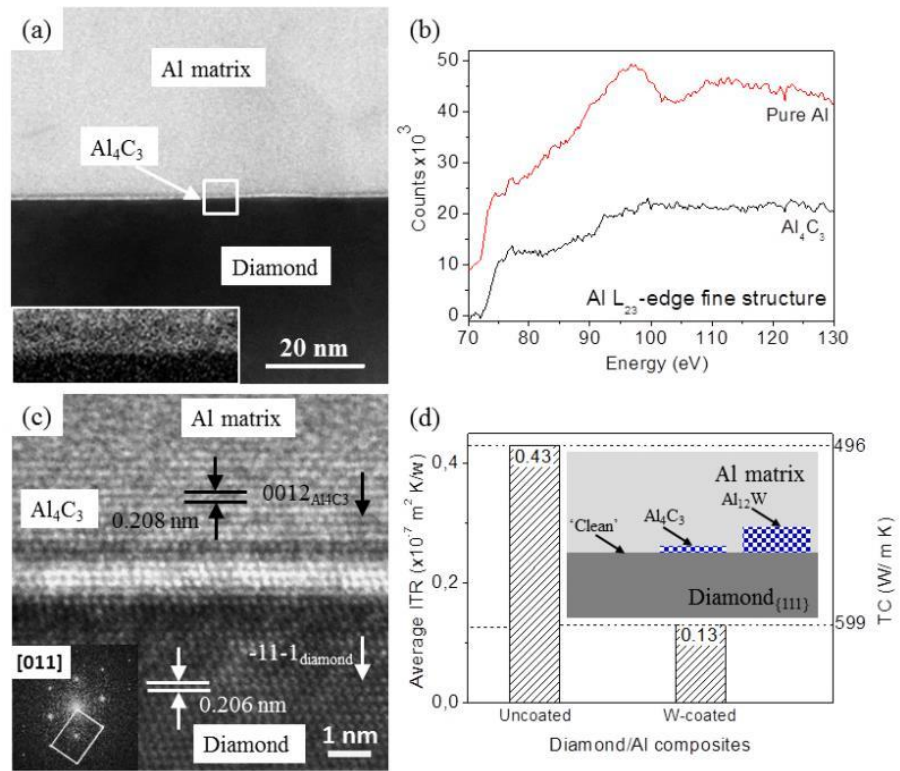 (a)
Al matrix
Al₄C₃
Diamond
20 nm
(b)
Counts x10³
50
40
30
20
10
0
Pure Al
Al₄C₃
Al L₂₃-edge fine structure
70 80 90 100 110 120 130
Energy (eV)
(c)
Al matrix
Al₄C₃
0012Al4C3
0.208 nm
-11-1diamond
[011]
0.206 nm
Diamond
1 nm
(d)
Average ITR (x10⁻⁷ m² K/w)
0,4
0,2
0,0
0.43
0.13
Al matrix
Al₁₂W
Al₄C₃
'Clean'
Diamond{111}
496
599
TC (W/m K)
Uncoated W-coated
Diamond/Al composites